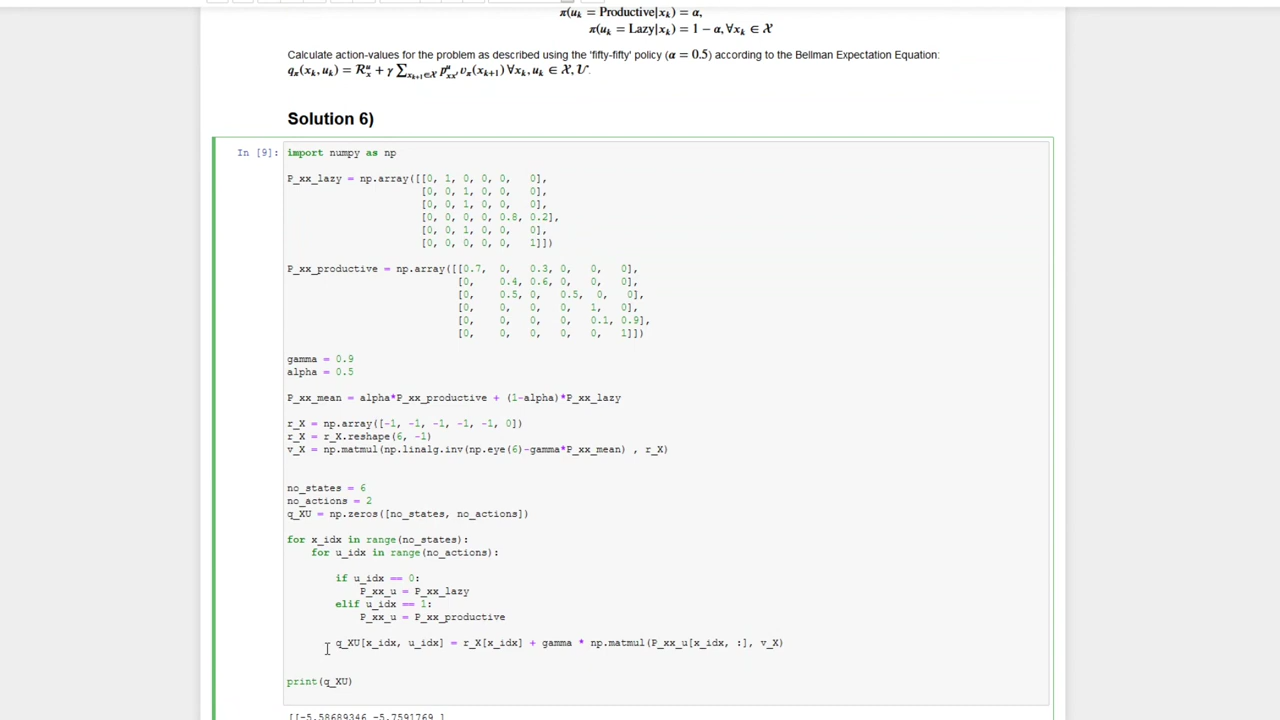 π(u_k = Productive|x_k) = α,
π(u_k = Lazy|x_k) = 1 − α, ∀x_k ∈ 𝒳
Calculate action-values for the problem as described using the 'fifty-fifty' policy (α = 0.5) according to the Bellman Expectation Equation:
q_π(x_k, u_k) = ℛ_x^u + γ ∑_{x_{k+1}∈𝒳} p_{xx'}^u v_π(x_{k+1}) ∀x_k, u_k ∈ 𝒳, 𝒰.
Solution 6)
In [9]: import numpy as np
P_xx_lazy = np.array([[0, 1, 0, 0, 0,   0],
[0, 0, 1, 0, 0,   0],
[0, 0, 1, 0, 0,   0],
[0, 0, 0, 0, 0.8, 0.2],
[0, 0, 1, 0, 0,   0],
[0, 0, 0, 0, 0,   1]])
P_xx_productive = np.array([[0.7,  0,   0.3, 0,   0,   0],
[0,    0.4, 0.6, 0,   0,   0],
[0,    0.5, 0,   0.5,  0,   0],
[0,    0,   0,   0,   1,   0],
[0,    0,   0,   0,   0.1, 0.9],
[0,    0,   0,   0,   0,   1]])
gamma = 0.9
alpha = 0.5
P_xx_mean = alpha*P_xx_productive + (1-alpha)*P_xx_lazy
r_X = np.array([-1, -1, -1, -1, -1, 0])
r_X = r_X.reshape(6, -1)
v_X = np.matmul(np.linalg.inv(np.eye(6)-gamma*P_xx_mean) , r_X)
no_states = 6
no_actions = 2
q_XU = np.zeros([no_states, no_actions])
for x_idx in range(no_states):
for u_idx in range(no_actions):
if u_idx == 0:
P_xx_u = P_xx_lazy
elif u_idx == 1:
P_xx_u = P_xx_productive
q_XU[x_idx, u_idx] = r_X[x_idx] + gamma * np.matmul(P_xx_u[x_idx, :], v_X)
print(q_XU)
[[-5.58689346 -5.7591769 ]